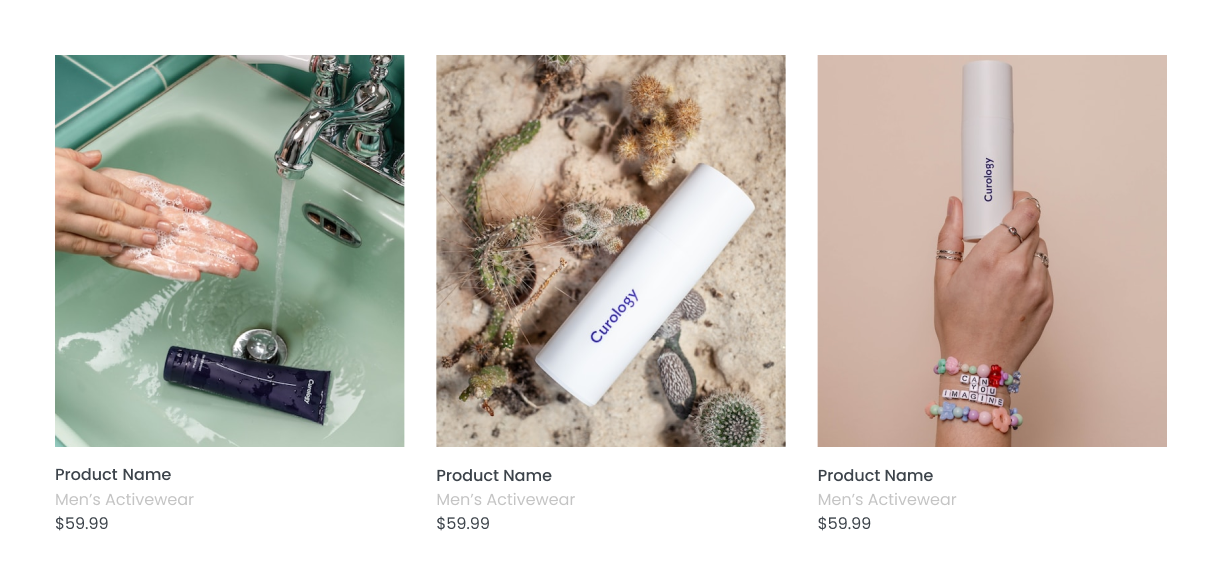 Curology
Curology
Curology
CAN
YOU
IMAGINE
Product Name
Men's Activewear
$59.99
Product Name
Men's Activewear
$59.99
Product Name
Men's Activewear
$59.99